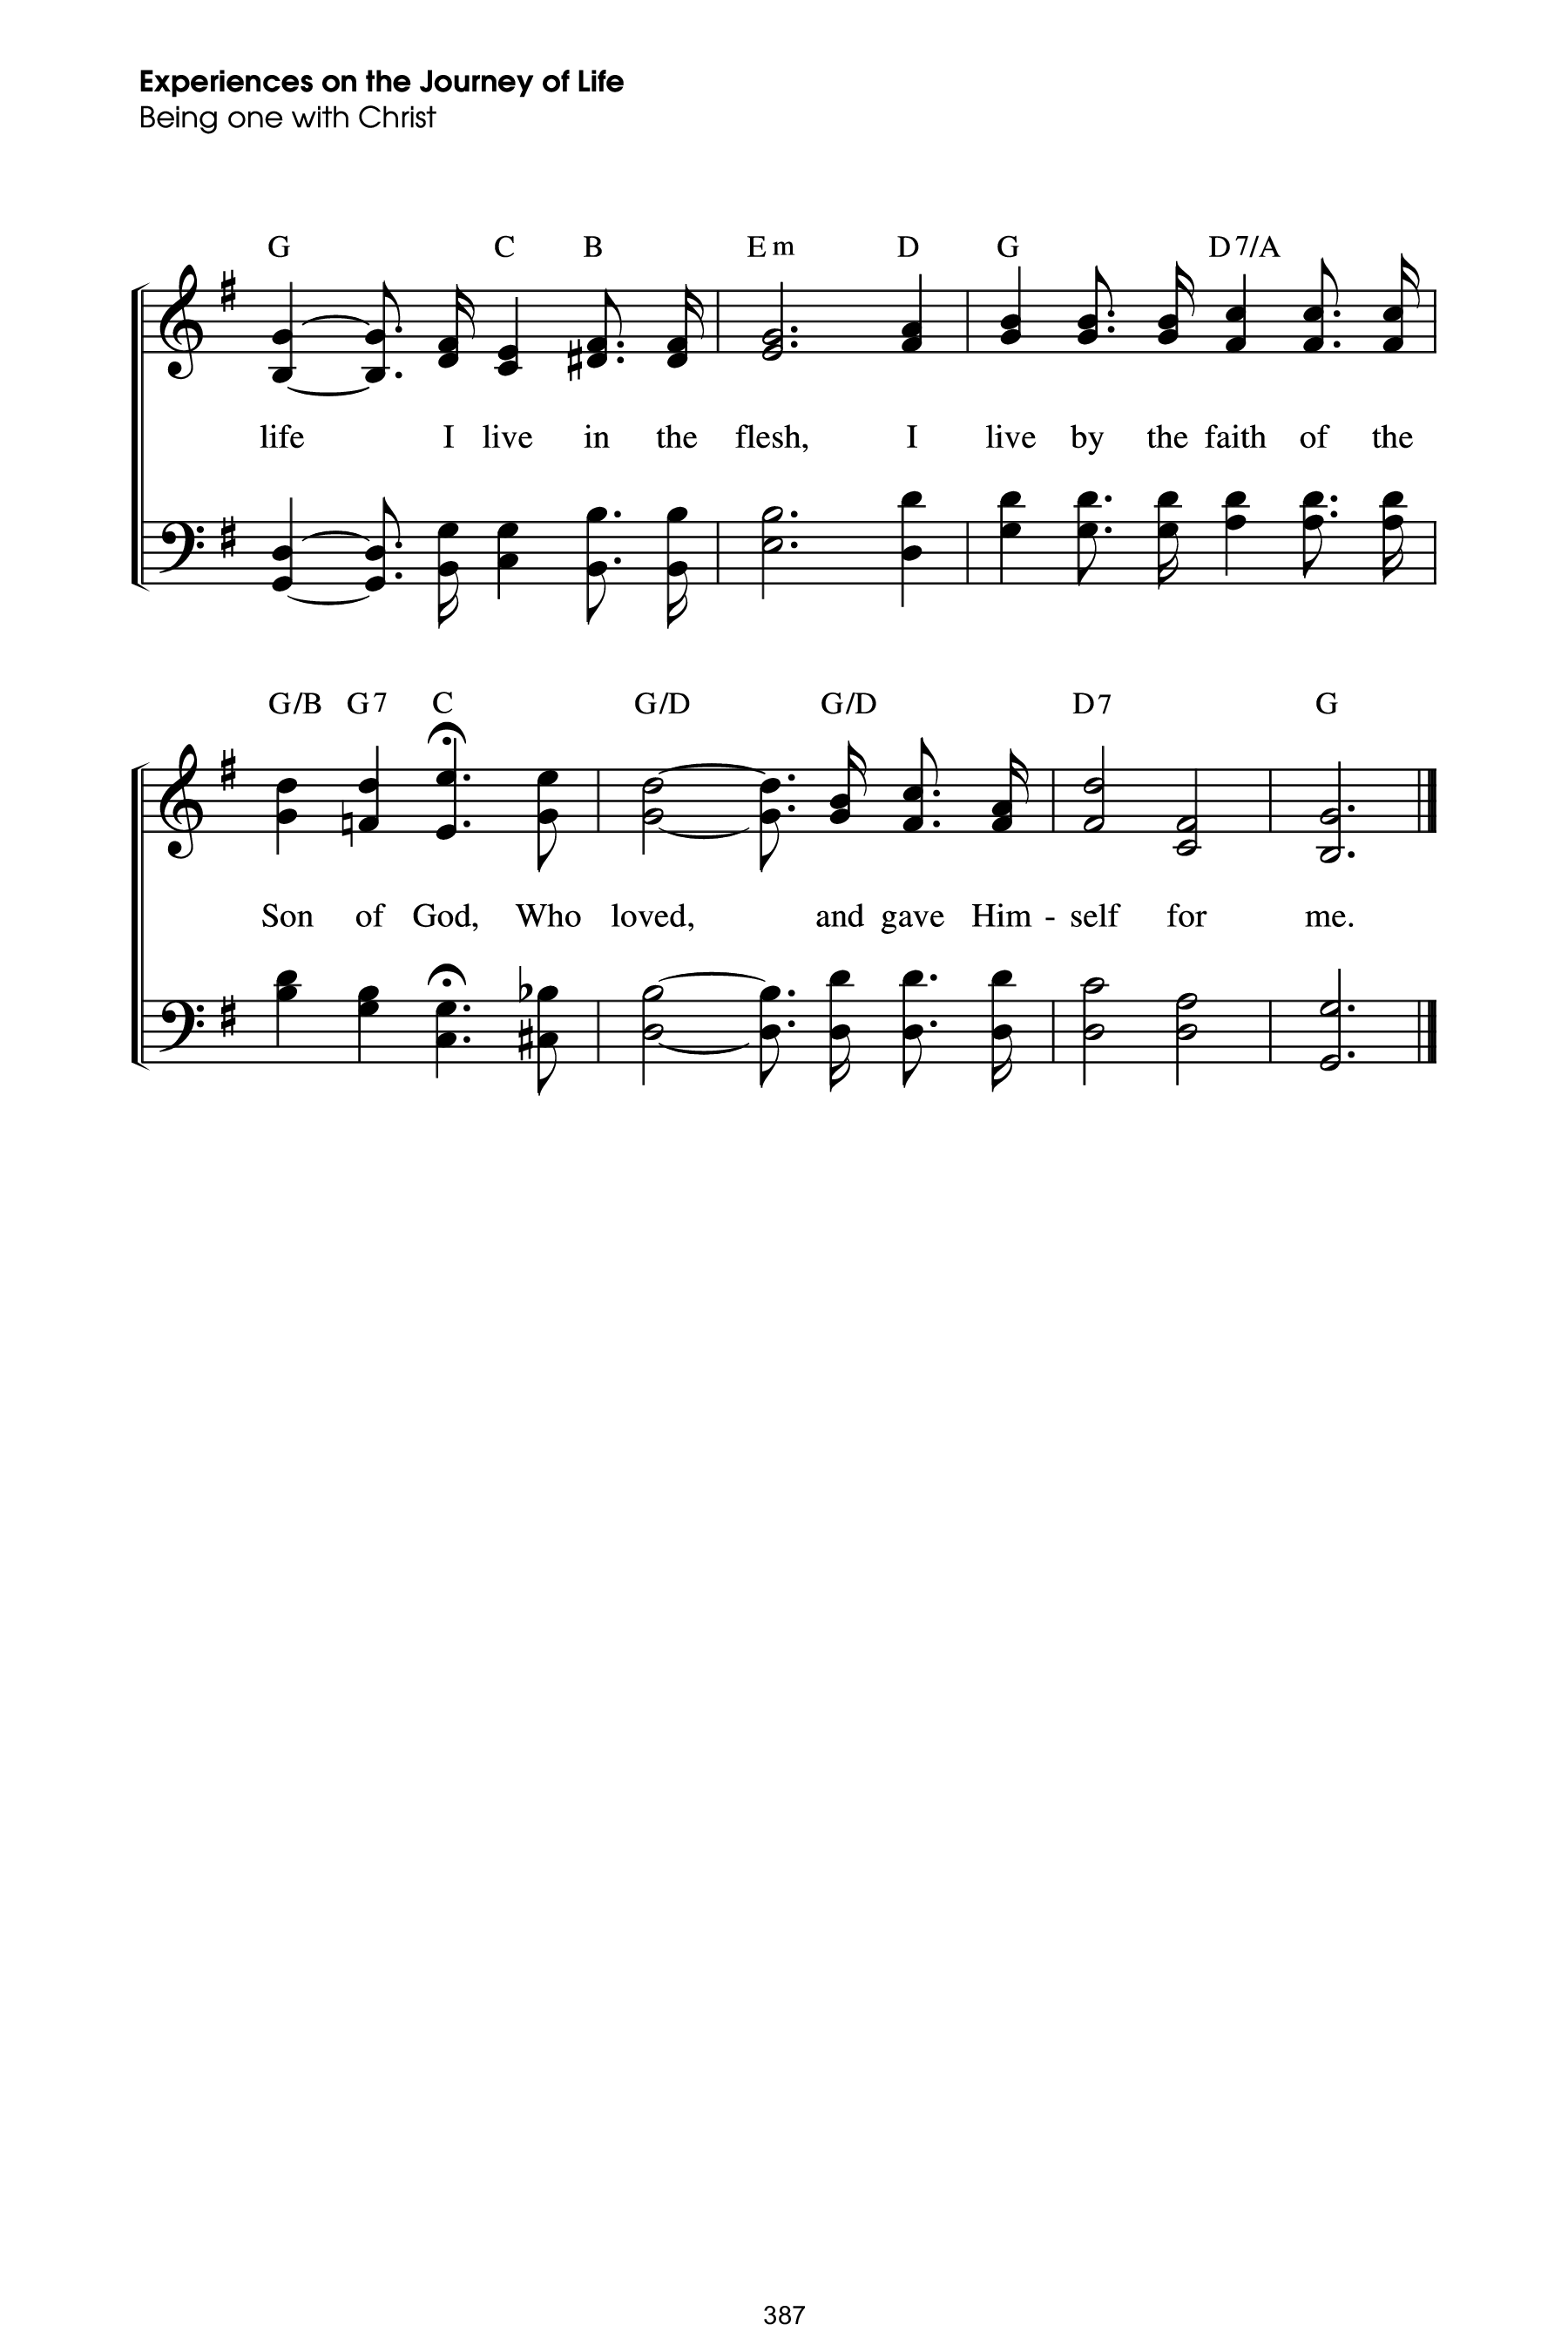 Experiences on the Journey of Life
Being one with Christ
G C B Em D G D7/A
life I live in the flesh, I live by the faith of the
G/B G7 C G/D G/D D7 G
Son of God, Who loved, and gave Him - self for me.
387